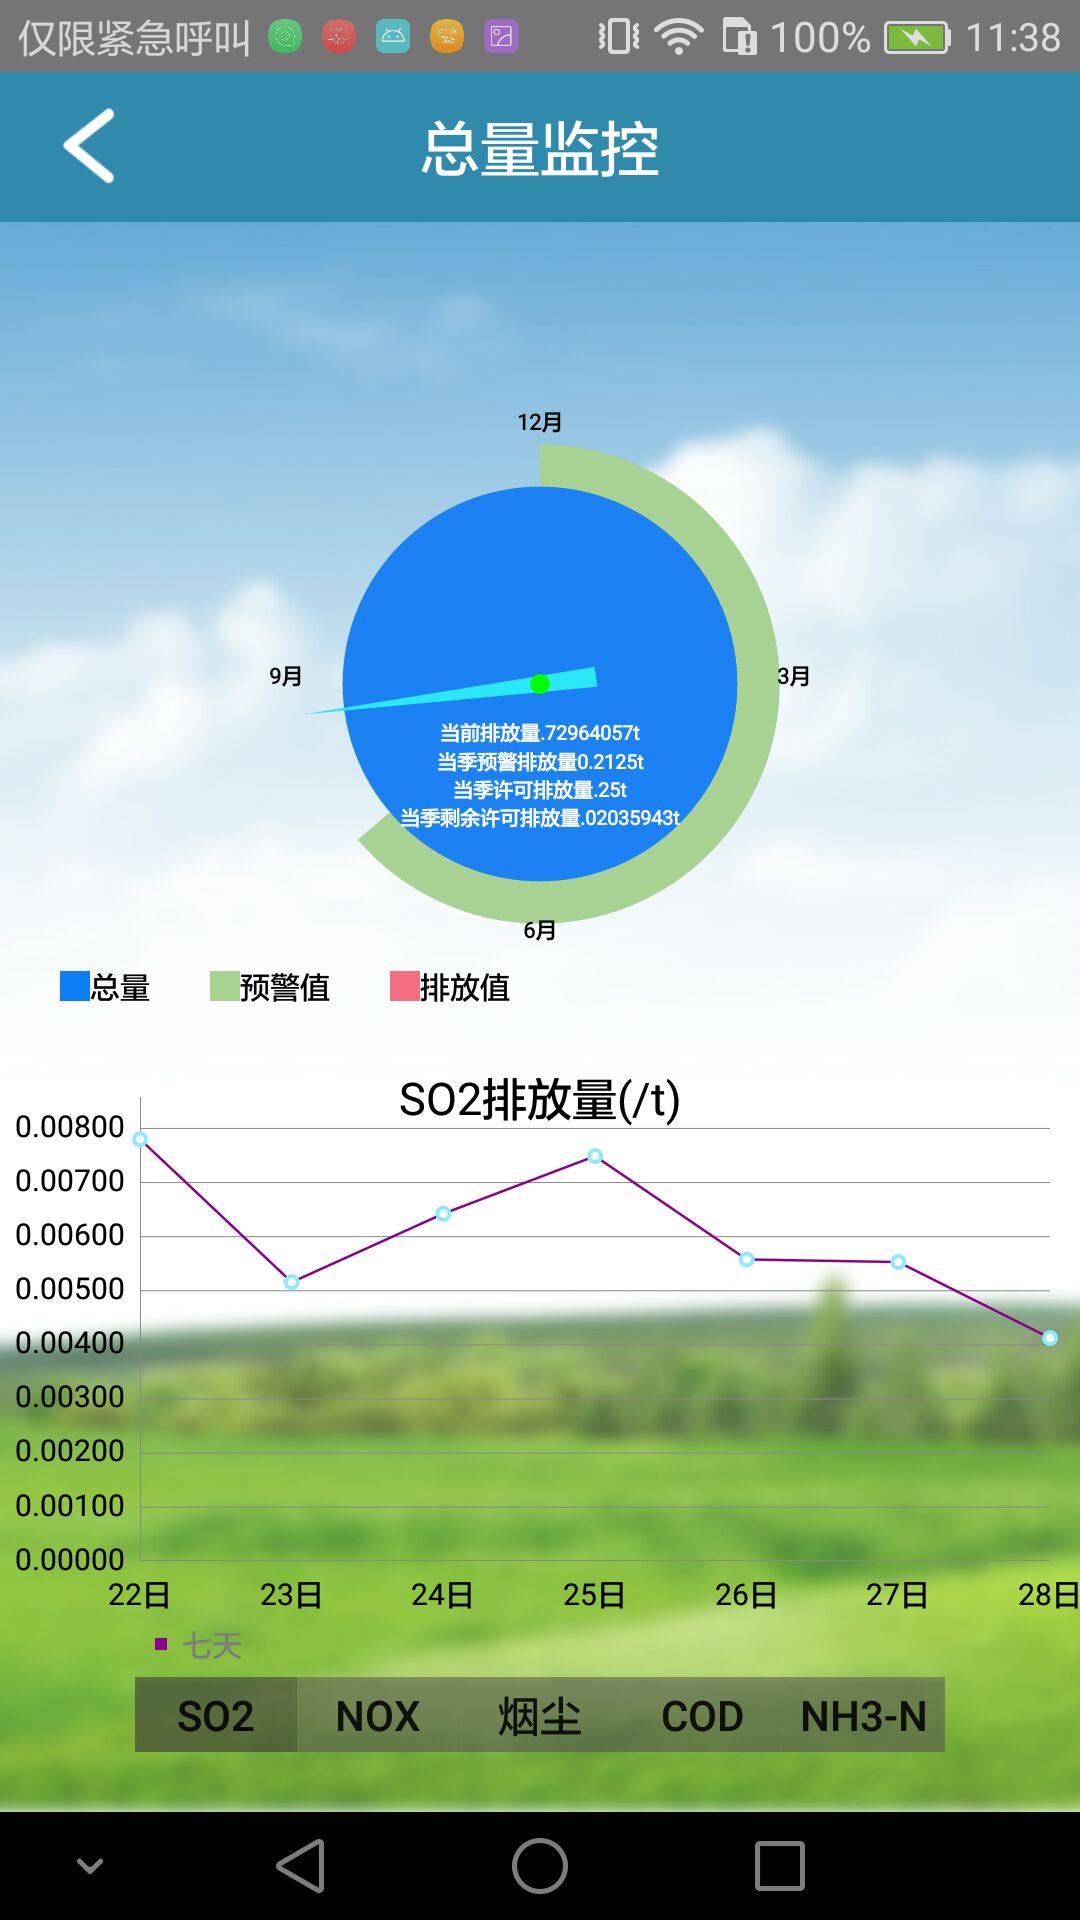 仅限紧急呼叫 100% 11:38
总量监控
12月
9月
3月
当前排放量.72964057t
当季预警排放量0.2125t
当季许可排放量.25t
当季剩余许可排放量.02035943t
6月
总量 预警值 排放值
SO2排放量(/t)
0.00800
0.00700
0.00600
0.00500
0.00400
0.00300
0.00200
0.00100
0.00000
22日 23日 24日 25日 26日 27日 28日
七天
SO2 NOX 烟尘 COD NH3-N